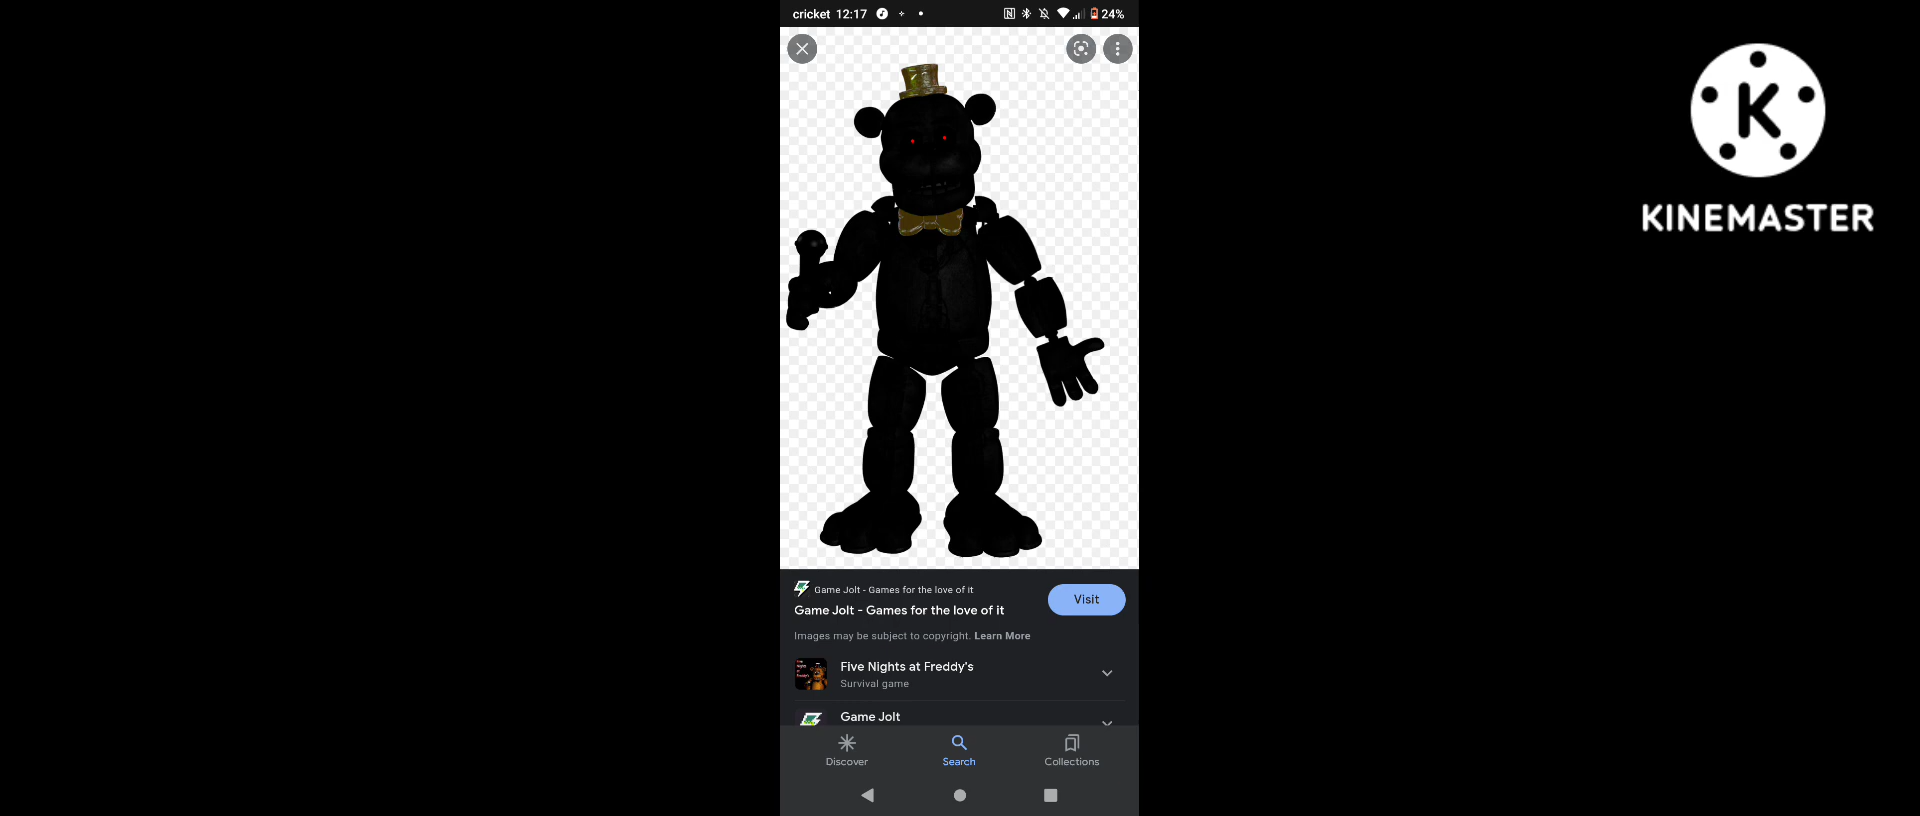 cricket 12:17
24%
K
KINEMASTER
Game Jolt - Games for the love of it
Game Jolt - Games for the love of it
Visit
Images may be subject to copyright. Learn More
Five Nights at Freddy's
Survival game
Game Jolt
Discover
Search
Collections